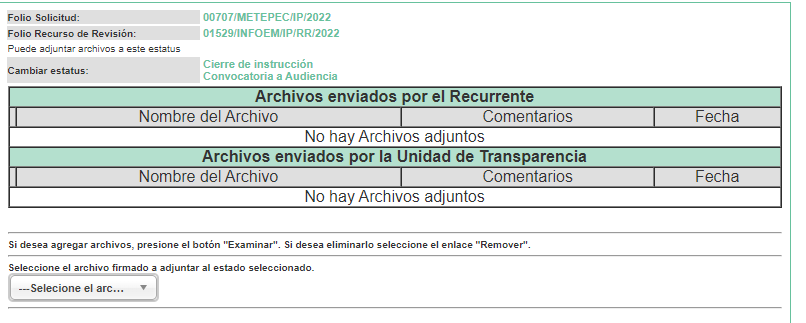 Folio Solicitud: 00707/METEPEC/IP/2022
Folio Recurso de Revisión: 01529/INFOEM/IP/RR/2022
Puede adjuntar archivos a este estatus
Cambiar estatus: Cierre de instrucción
Convocatoria a Audiencia
Archivos enviados por el Recurrente
Nombre del Archivo Comentarios Fecha
No hay Archivos adjuntos
Archivos enviados por la Unidad de Transparencia
Nombre del Archivo Comentarios Fecha
No hay Archivos adjuntos
Si desea agregar archivos, presione el botón "Examinar". Si desea eliminarlo seleccione el enlace "Remover".
Seleccione el archivo firmado a adjuntar al estado seleccionado.
---Selecione el arc...